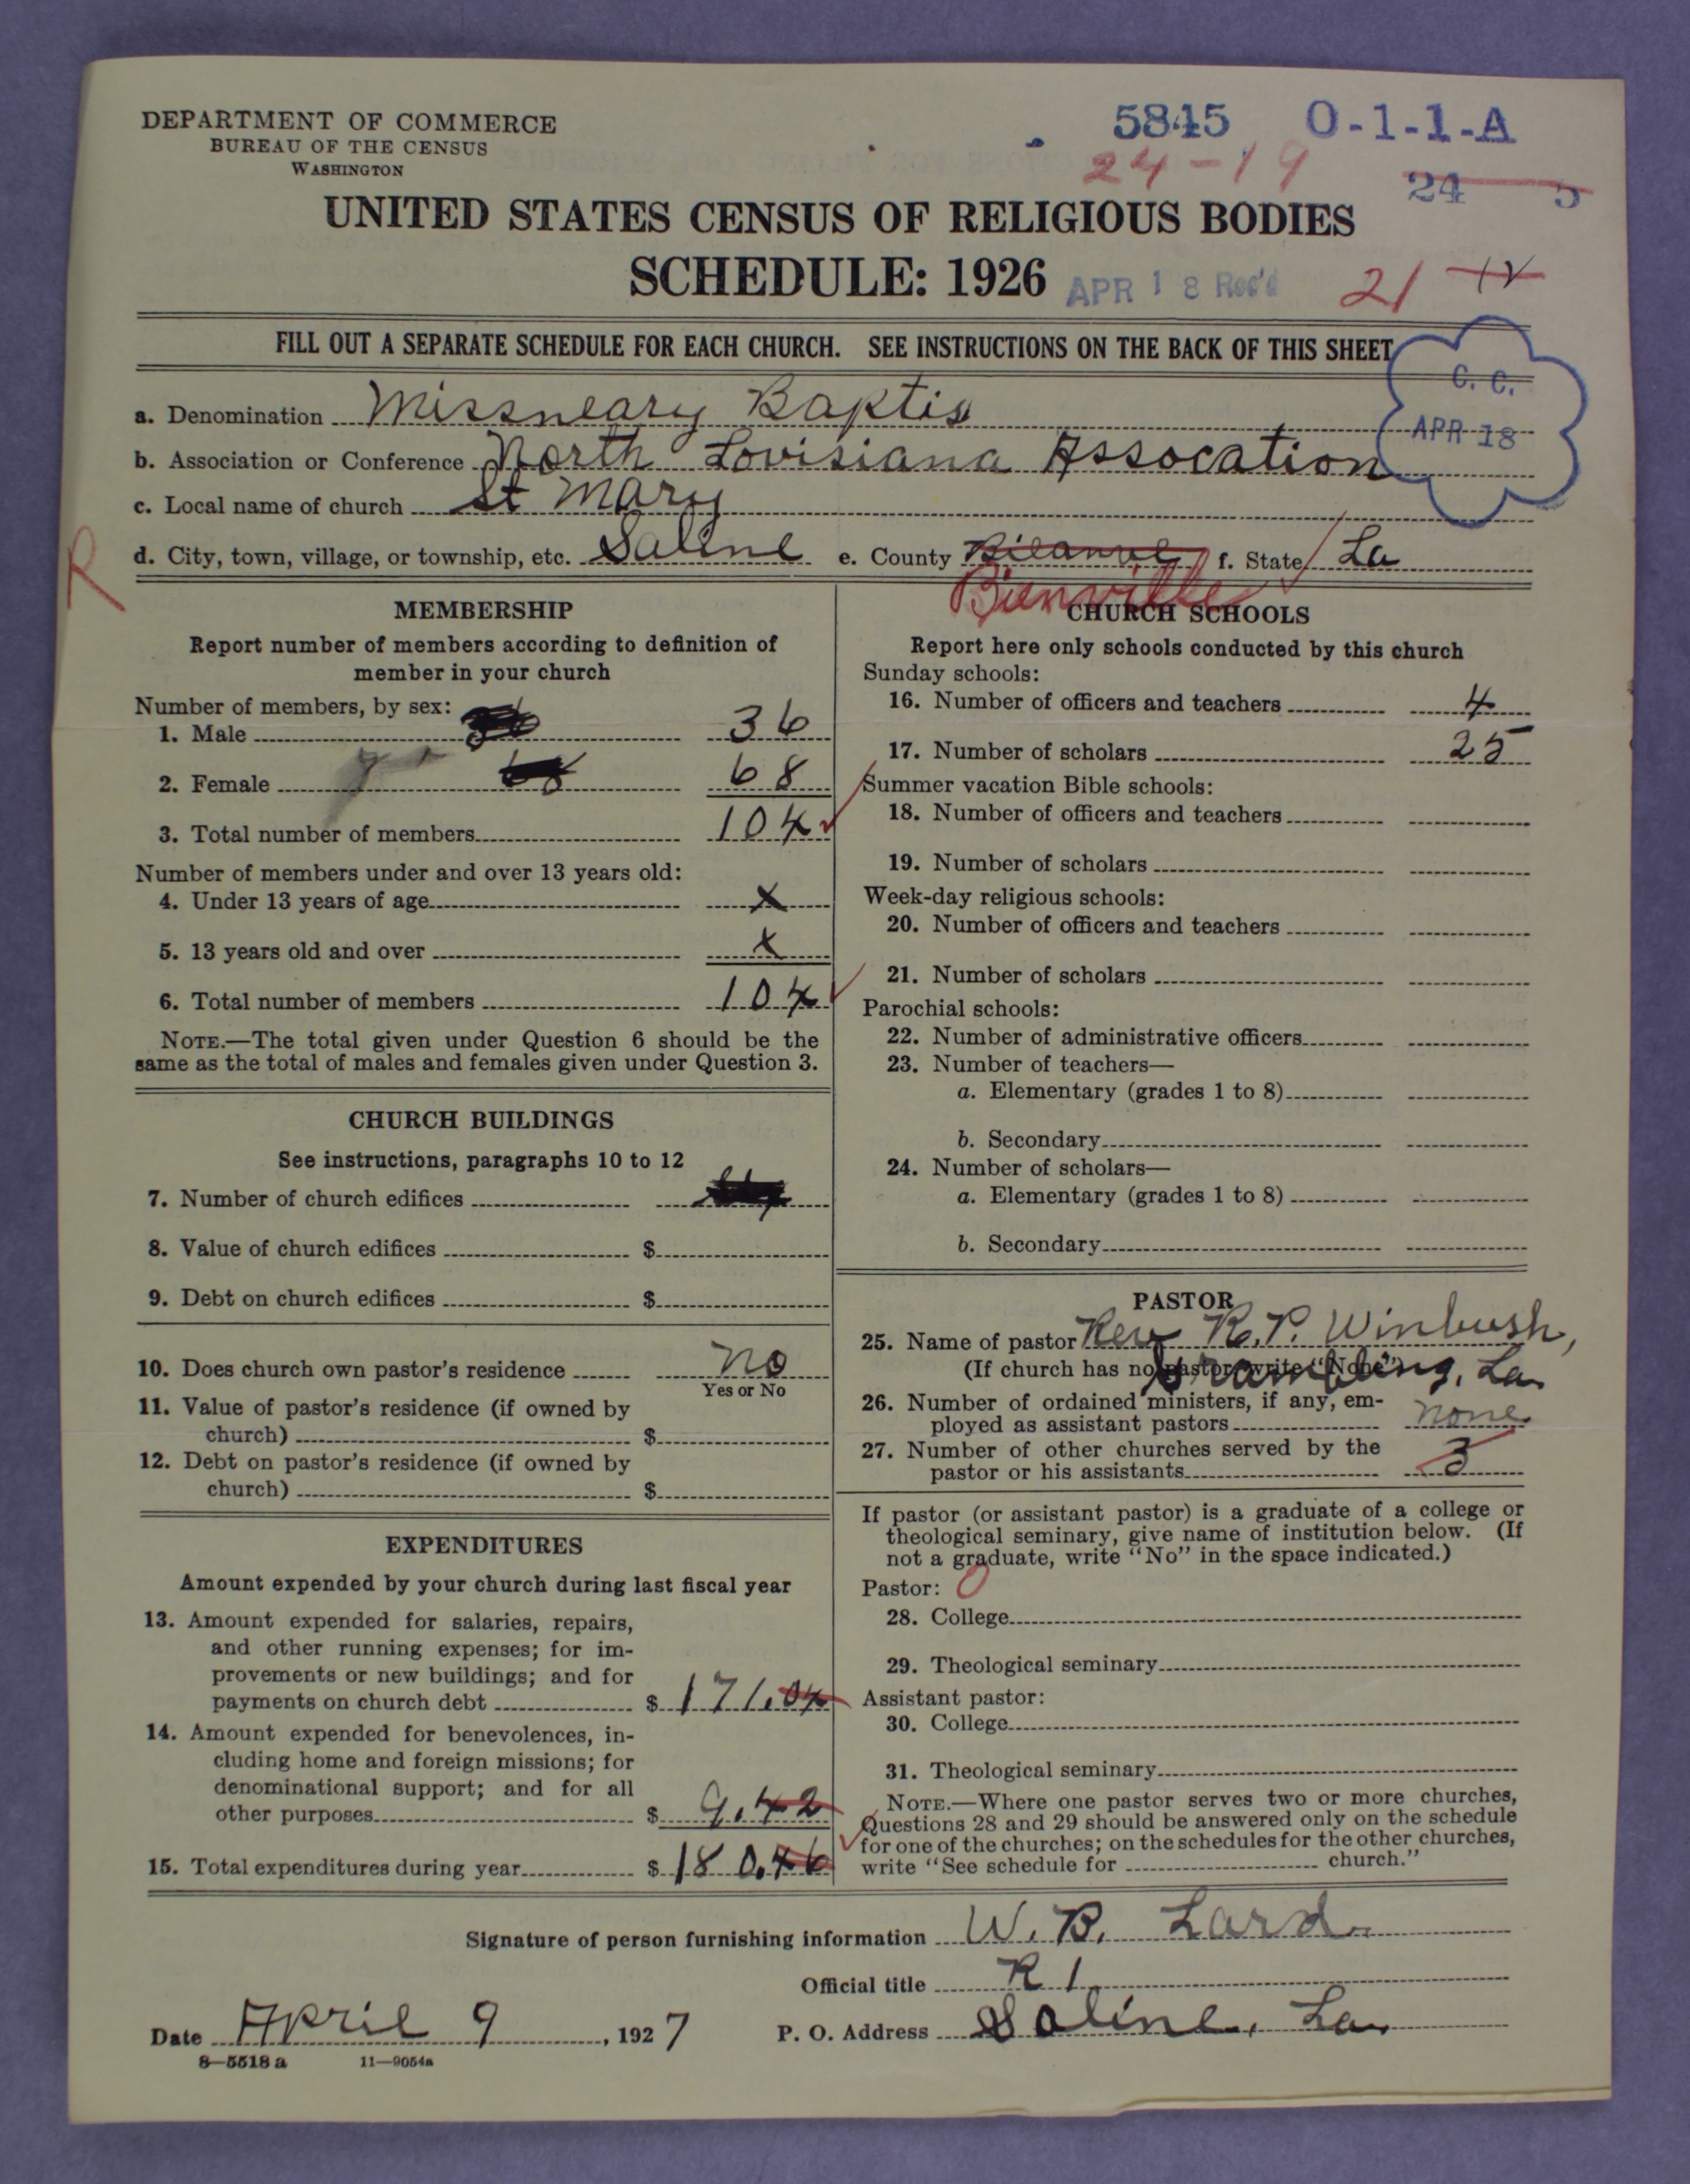 DEPARTMENT OF COMMERCE
BUREAU OF THE CENSUS
WASHINGTON
5845 0-1-1-A
24-19
24 5
UNITED STATES CENSUS OF RELIGIOUS BODIES
SCHEDULE: 1926
APR 18 Rec'd
21
FILL OUT A SEPARATE SCHEDULE FOR EACH CHURCH. SEE INSTRUCTIONS ON THE BACK OF THIS SHEET
C. C.
APR 18
a. Denomination Missneary Baptis
b. Association or Conference North Lovisiana Assocation
c. Local name of church St Mary
R
d. City, town, village, or township, etc. Saline e. County f. State La
Bienville
MEMBERSHIP
Report number of members according to definition of
member in your church
Number of members, by sex:
1. Male 36
2. Female 68
3. Total number of members 104
Number of members under and over 13 years old:
4. Under 13 years of age X
5. 13 years old and over X
6. Total number of members 104
NOTE.—The total given under Question 6 should be the
same as the total of males and females given under Question 3.
CHURCH BUILDINGS
See instructions, paragraphs 10 to 12
7. Number of church edifices
8. Value of church edifices $
9. Debt on church edifices $
10. Does church own pastor's residence no
Yes or No
11. Value of pastor's residence (if owned by
church) $
12. Debt on pastor's residence (if owned by
church) $
EXPENDITURES
Amount expended by your church during last fiscal year
13. Amount expended for salaries, repairs,
and other running expenses; for im-
provements or new buildings; and for
payments on church debt $ 171.04
14. Amount expended for benevolences, in-
cluding home and foreign missions; for
denominational support; and for all
other purposes $ 9.42
15. Total expenditures during year $ 180.46
CHURCH SCHOOLS
Report here only schools conducted by this church
Sunday schools:
16. Number of officers and teachers 4
17. Number of scholars 25
Summer vacation Bible schools:
18. Number of officers and teachers
19. Number of scholars
Week-day religious schools:
20. Number of officers and teachers
21. Number of scholars
Parochial schools:
22. Number of administrative officers
23. Number of teachers—
a. Elementary (grades 1 to 8)
b. Secondary
24. Number of scholars—
a. Elementary (grades 1 to 8)
b. Secondary
PASTOR
25. Name of pastor Rev R.P. Winbush,
(If church has no pastor, write "None") Grambling, La
26. Number of ordained ministers, if any, em-
ployed as assistant pastors none
27. Number of other churches served by the
pastor or his assistants 3
If pastor (or assistant pastor) is a graduate of a college or
theological seminary, give name of institution below. (If
not a graduate, write "No" in the space indicated.)
Pastor: 0
28. College
29. Theological seminary
Assistant pastor:
30. College
31. Theological seminary
NOTE.—Where one pastor serves two or more churches,
Questions 28 and 29 should be answered only on the schedule
for one of the churches; on the schedules for the other churches,
write "See schedule for church."
Signature of person furnishing information W. B. Lard
Official title R 1
Date April 9, 1927 P. O. Address Saline, La.
8—5518 a 11—9054a